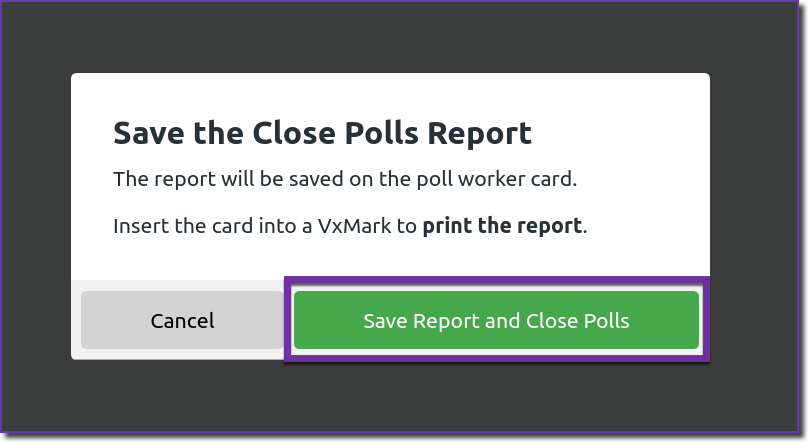 Save the Close Polls Report
The report will be saved on the poll worker card.
Insert the card into a VxMark to print the report.
Cancel
Save Report and Close Polls